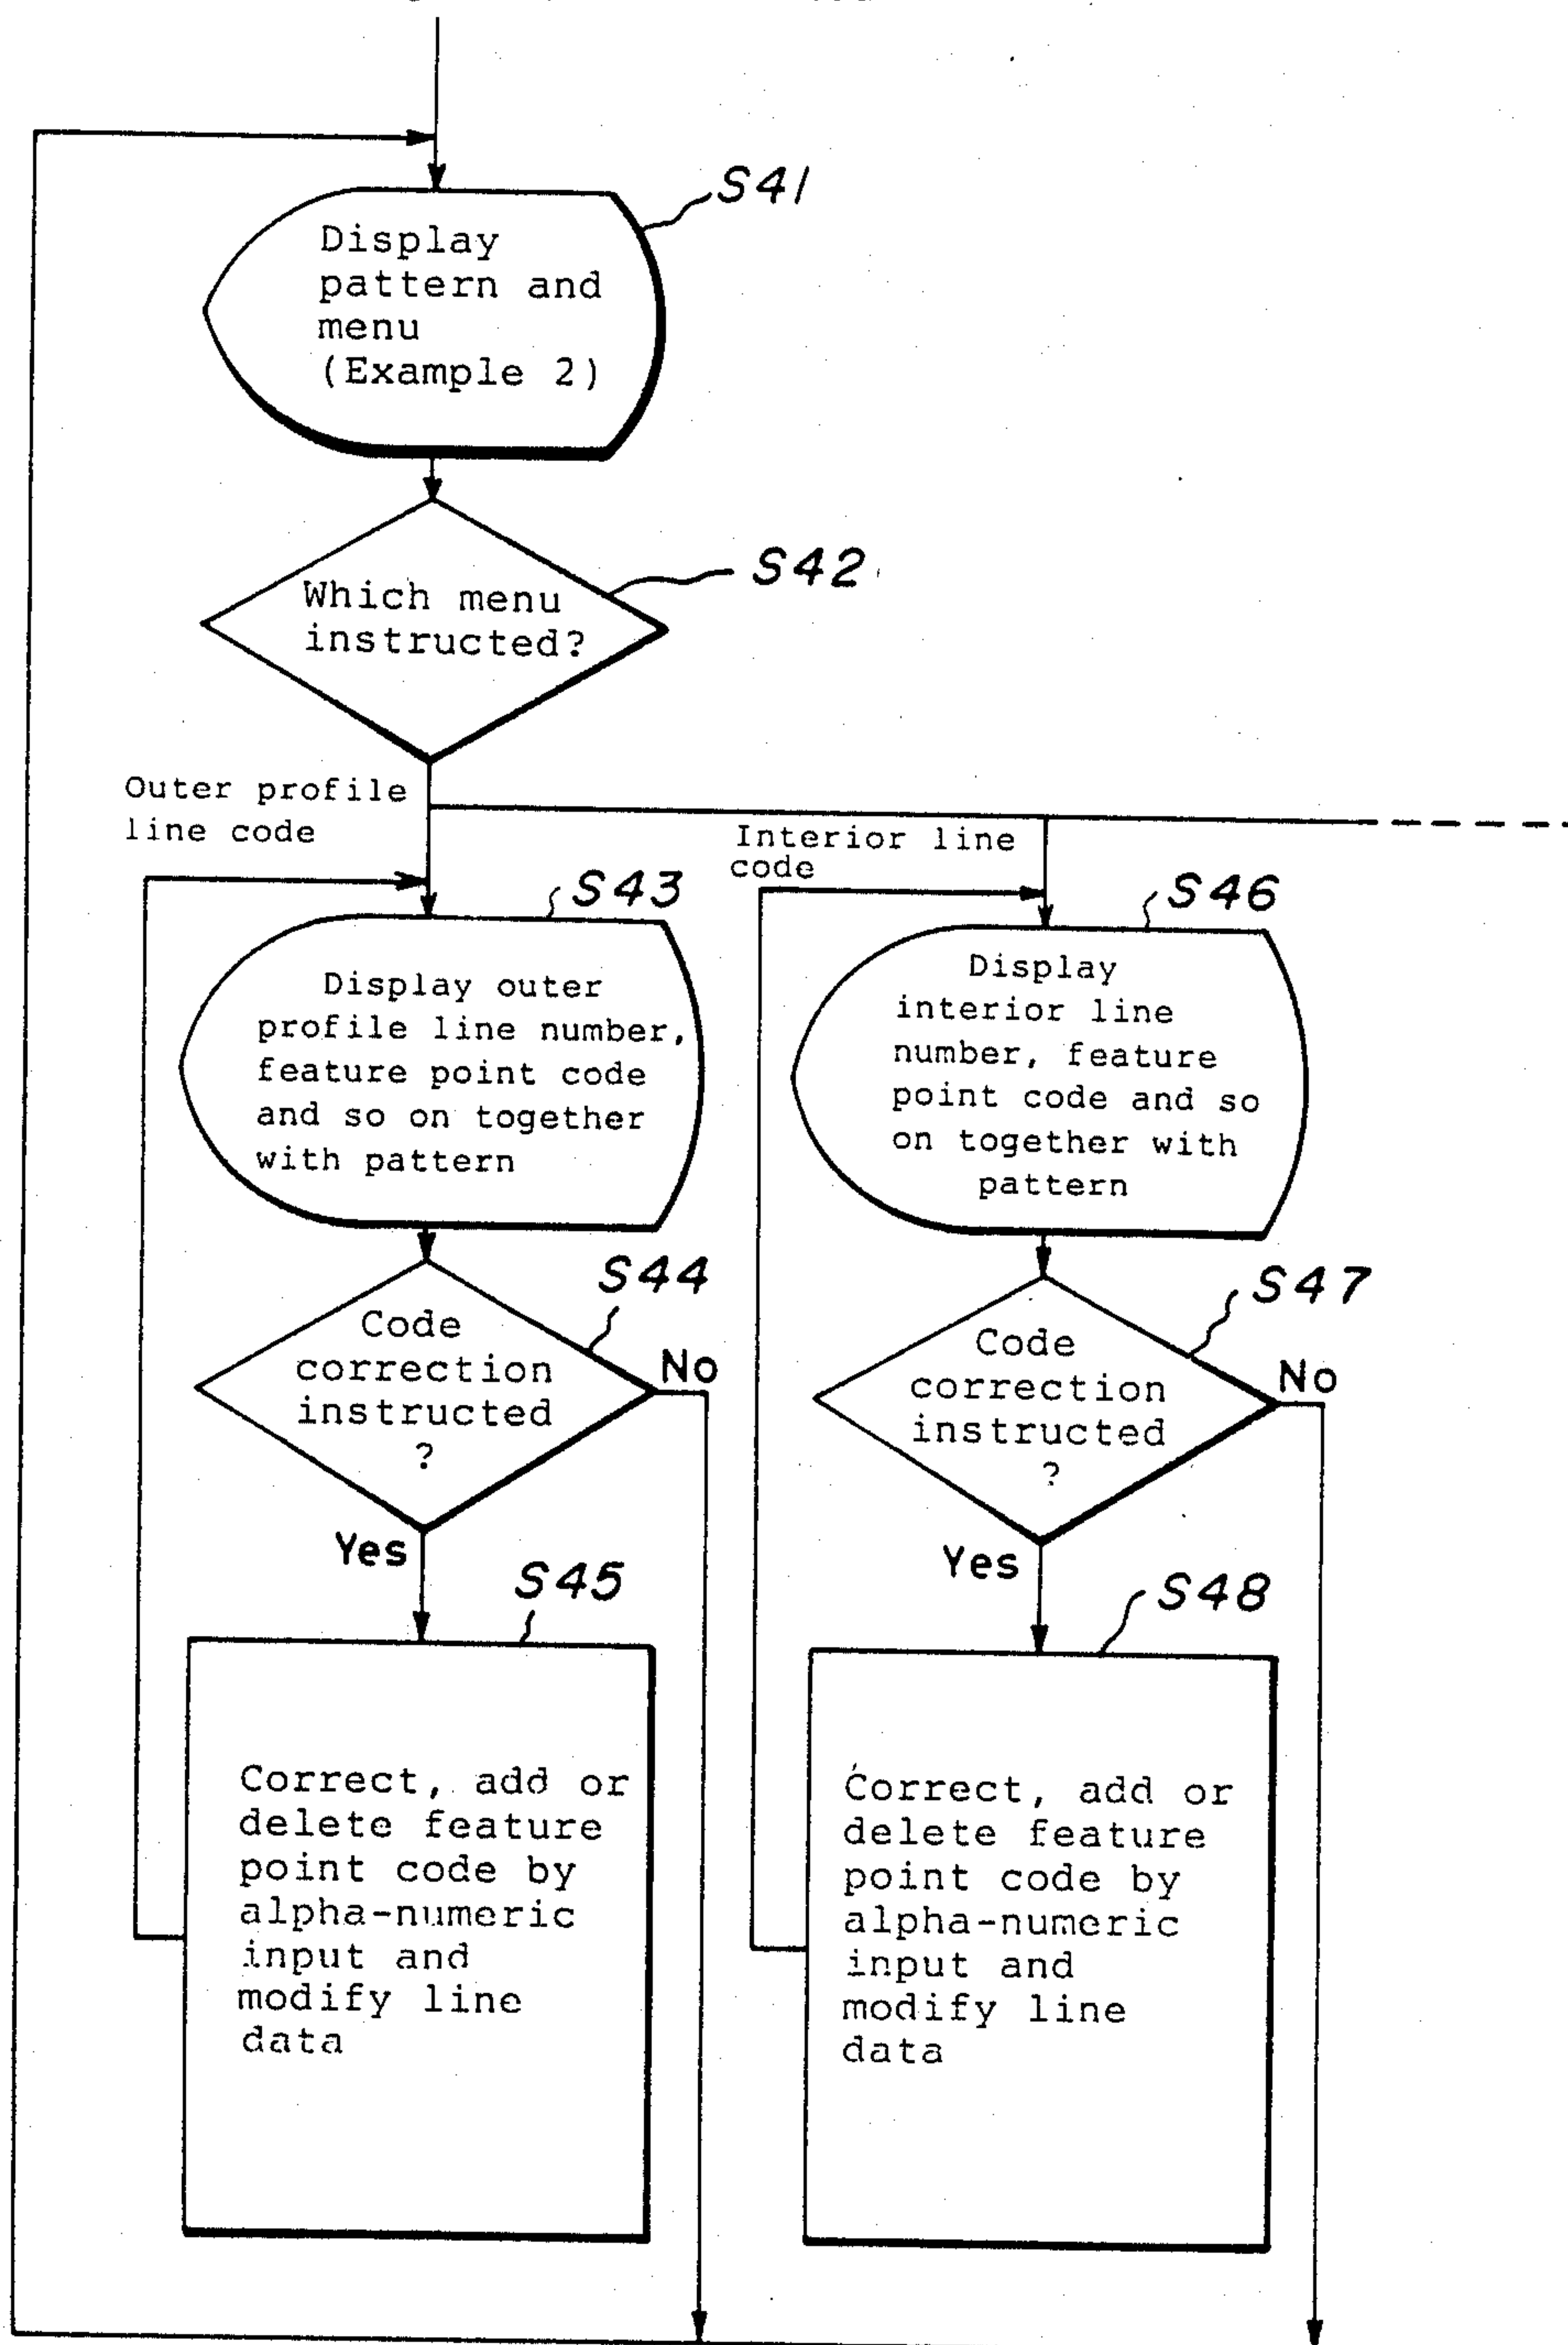 S41
Display
pattern and
menu
(Example 2)
S42
Which menu
instructed?
Outer profile
line code
Interior line
code
S43
Display outer
profile line number,
feature point code
and so on together
with pattern
S46
Display
interior line
number, feature
point code and so
on together with
pattern
S44
Code
correction
instructed
?
No
Yes
S47
Code
correction
instructed
?
No
Yes
S45
Correct, add or
delete feature
point code by
alpha-numeric
input and
modify line
data
S48
Correct, add or
delete feature
point code by
alpha-numeric
input and
modify line
data